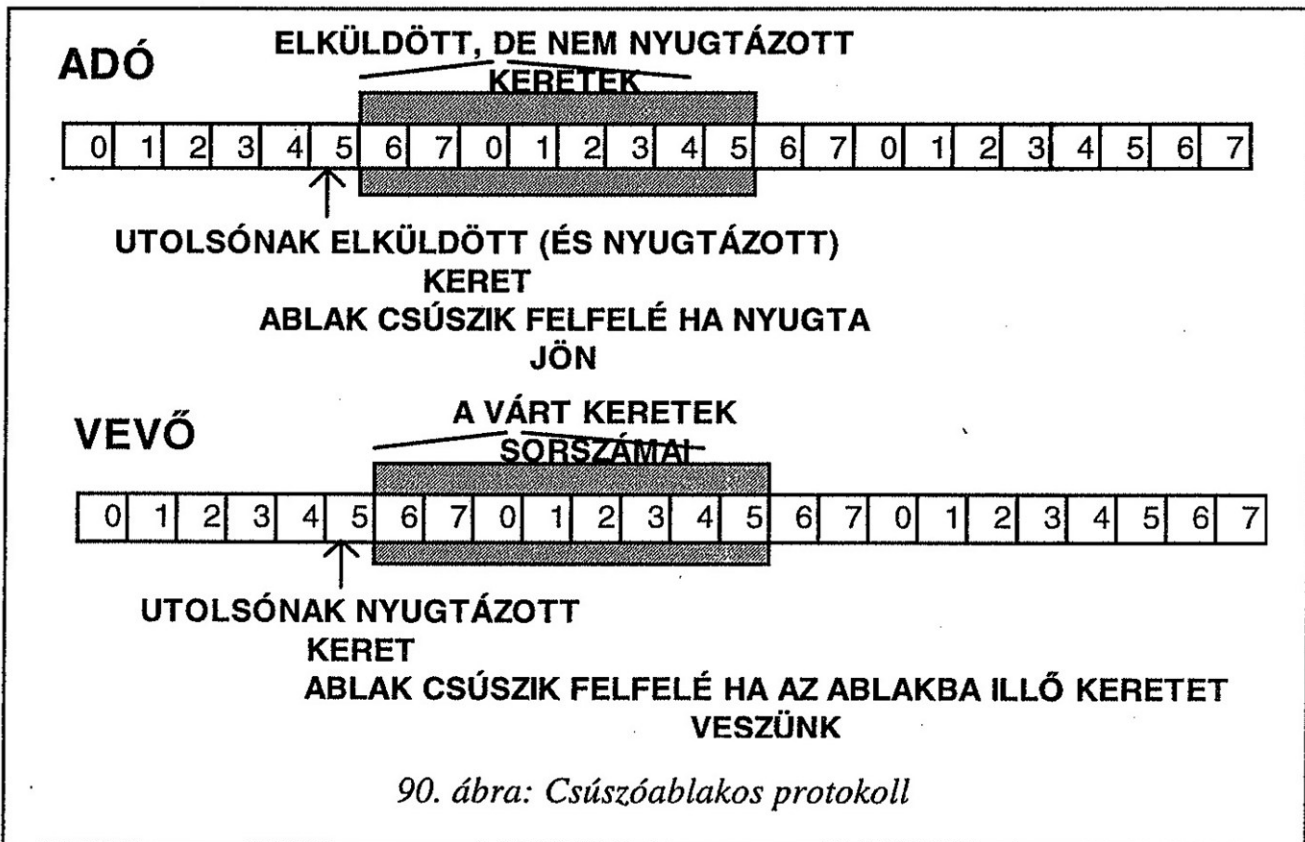 ADÓ
ELKÜLDÖTT, DE NEM NYUGTÁZOTT
KERETEK
0 1 2 3 4 5 6 7 0 1 2 3 4 5 6 7 0 1 2 3 4 5 6 7
UTOLSÓNAK ELKÜLDÖTT (ÉS NYUGTÁZOTT)
KERET
ABLAK CSÚSZIK FELFELÉ HA NYUGTA
JÖN
VEVŐ
A VÁRT KERETEK
SORSZÁMAI
0 1 2 3 4 5 6 7 0 1 2 3 4 5 6 7 0 1 2 3 4 5 6 7
UTOLSÓNAK NYUGTÁZOTT
KERET
ABLAK CSÚSZIK FELFELÉ HA AZ ABLAKBA ILLŐ KERETET
VESZÜNK
90. ábra: Csúszóablakos protokoll